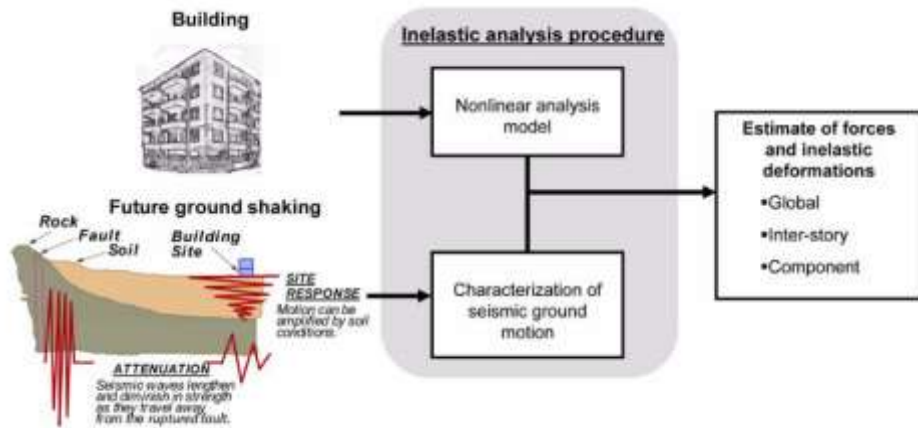 Building
Inelastic analysis procedure
Nonlinear analysis
model
Estimate of forces
and inelastic
deformations
▪Global
▪Inter-story
▪Component
Future ground shaking
Rock
Fault
Soil
Building
Site
SITE
RESPONSE
Motion can be
amplified by soil
conditions.
Characterization of
seismic ground
motion
ATTENUATION
Seismic waves lengthen
and diminish in strength
as they travel away
from the ruptured fault.